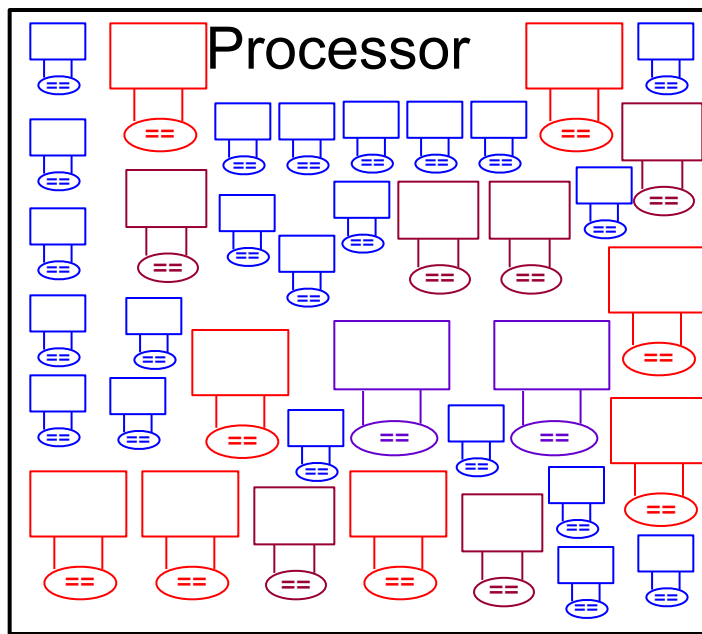 Processor
== ==
== ==
== == == == ==
== ==
== == == == == == ==
==
== == ==
== == == == ==
== ==
== ==
== == == == == == ==